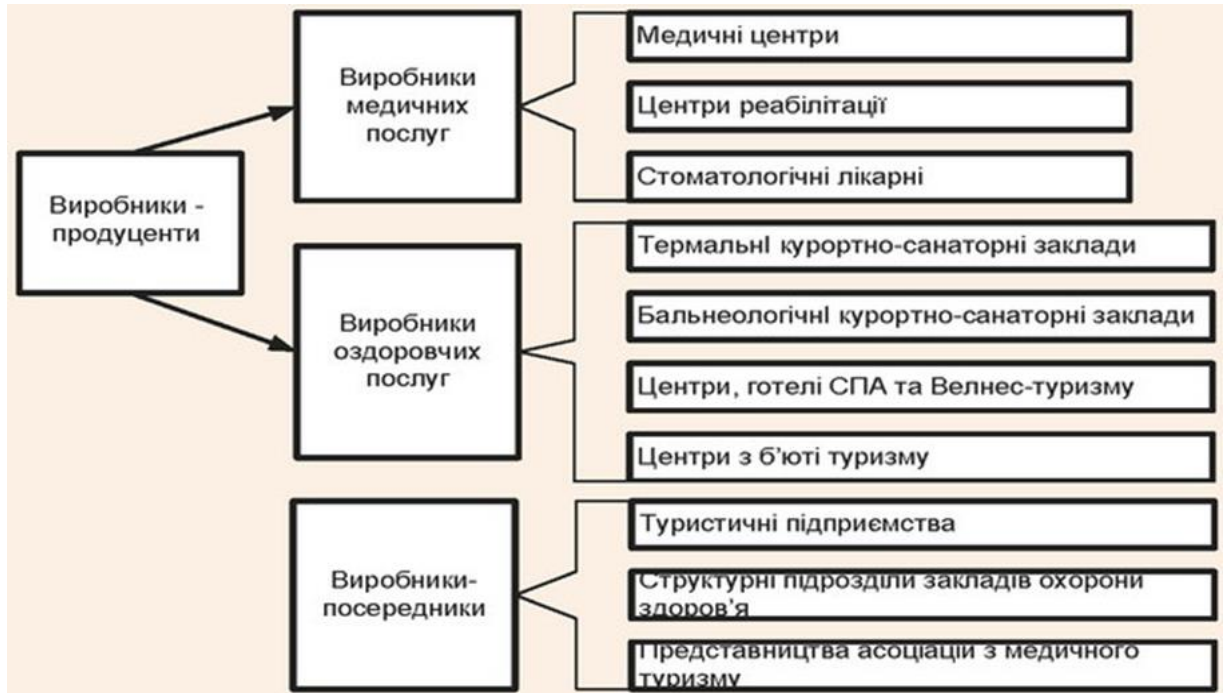 Виробники -
продуценти
Виробники
медичних
послуг
Медичні центри
Центри реабілітації
Стоматологічні лікарні
Виробники
оздоровчих
послуг
ТермальнІ курортно-санаторні заклади
БальнеологічнІ курортно-санаторні заклади
Центри, готелі СПА та Велнес-туризму
Центри з б’юті туризму
Виробники-
посередники
Туристичні підприємства
Структурні підрозділи закладів охорони
здоров’я
Представництва асоціацій з медичного
туризму